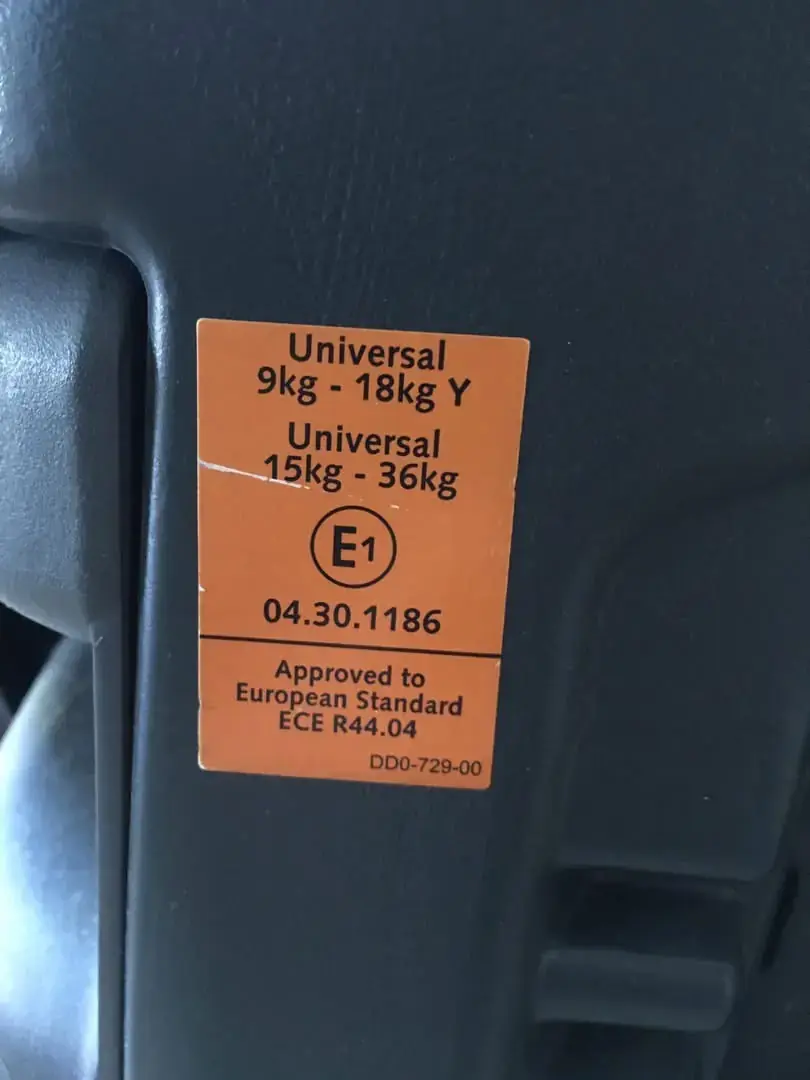 Universal
9kg - 18kg Y
Universal
15kg - 36kg
E1
04.30.1186
Approved to
European Standard
ECE R44.04
DD0-729-00